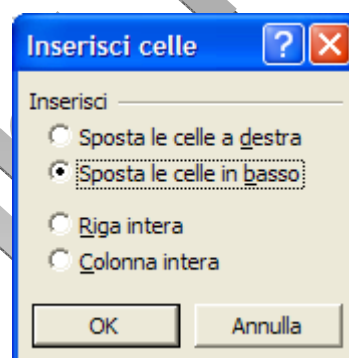 Inserisci celle ?
Inserisci
Sposta le celle a destra
Sposta le celle in basso
Riga intera
Colonna intera
OK Annulla